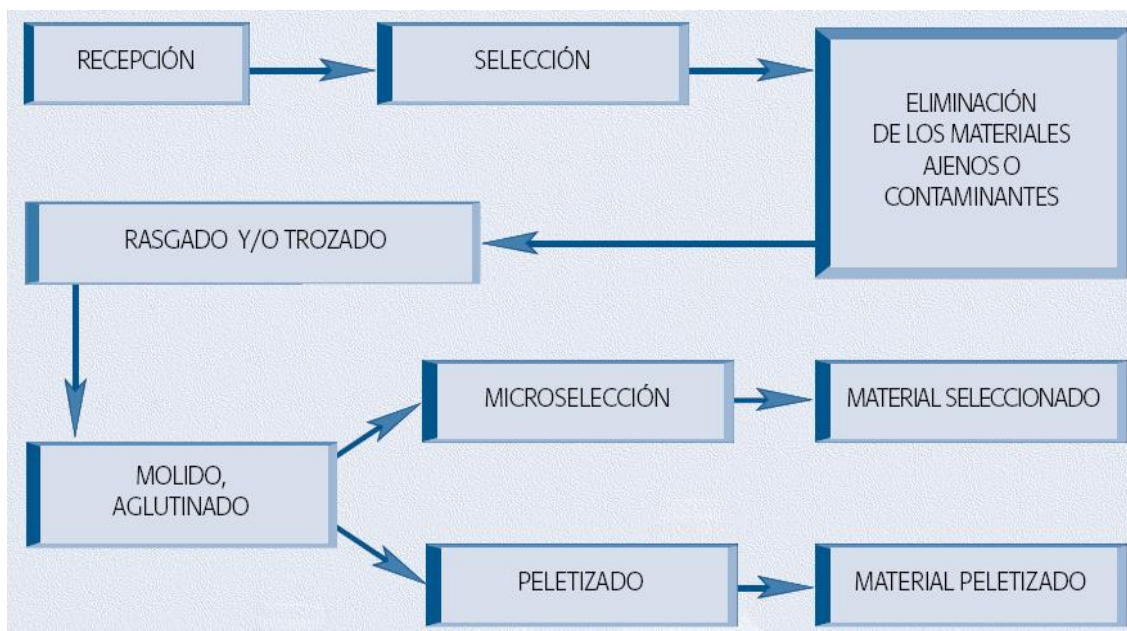 RECEPCIÓN
SELECCIÓN
ELIMINACIÓN
DE LOS MATERIALES
AJENOS O
CONTAMINANTES
RASGADO Y/O TROZADO
MOLIDO,
AGLUTINADO
MICROSELECCIÓN
MATERIAL SELECCIONADO
PELETIZADO
MATERIAL PELETIZADO